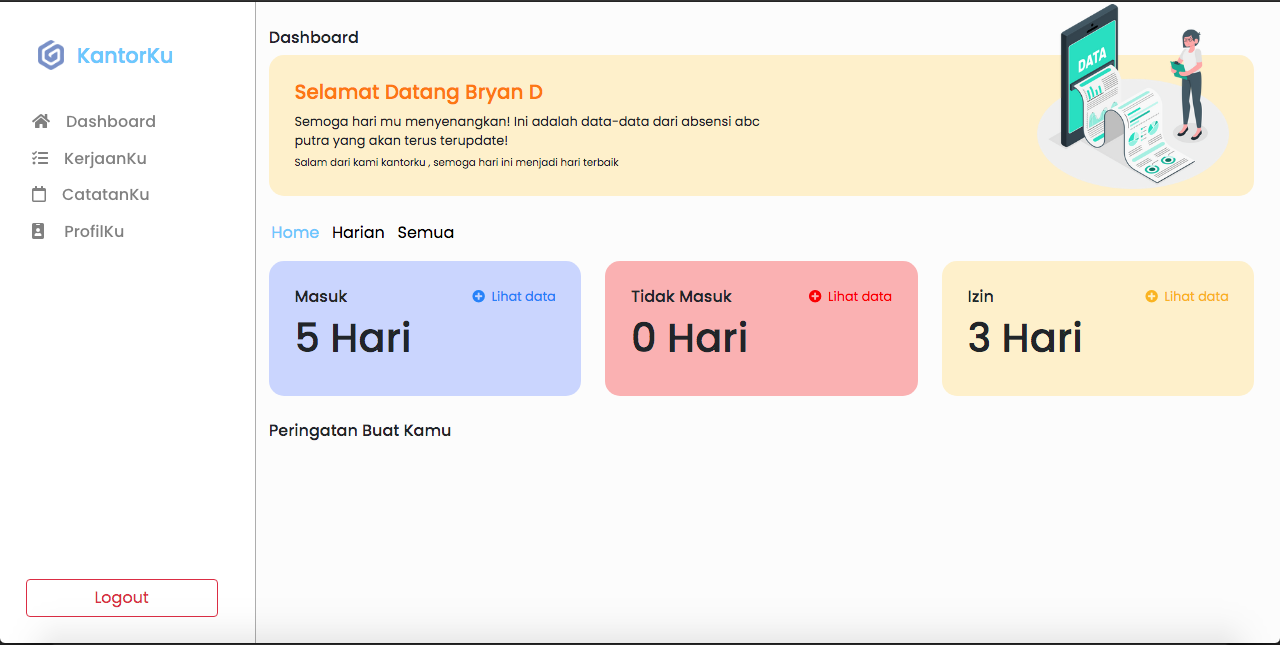 KantorKu
Dashboard
KerjaanKu
CatatanKu
ProfilKu
Logout
Dashboard
Selamat Datang Bryan D
Semoga hari mu menyenangkan! Ini adalah data-data dari absensi abc
putra yang akan terus terupdate!
Salam dari kami kantorku , semoga hari ini menjadi hari terbaik
DATA
Home Harian Semua
Masuk Lihat data
5 Hari
Tidak Masuk Lihat data
0 Hari
Izin Lihat data
3 Hari
Peringatan Buat Kamu